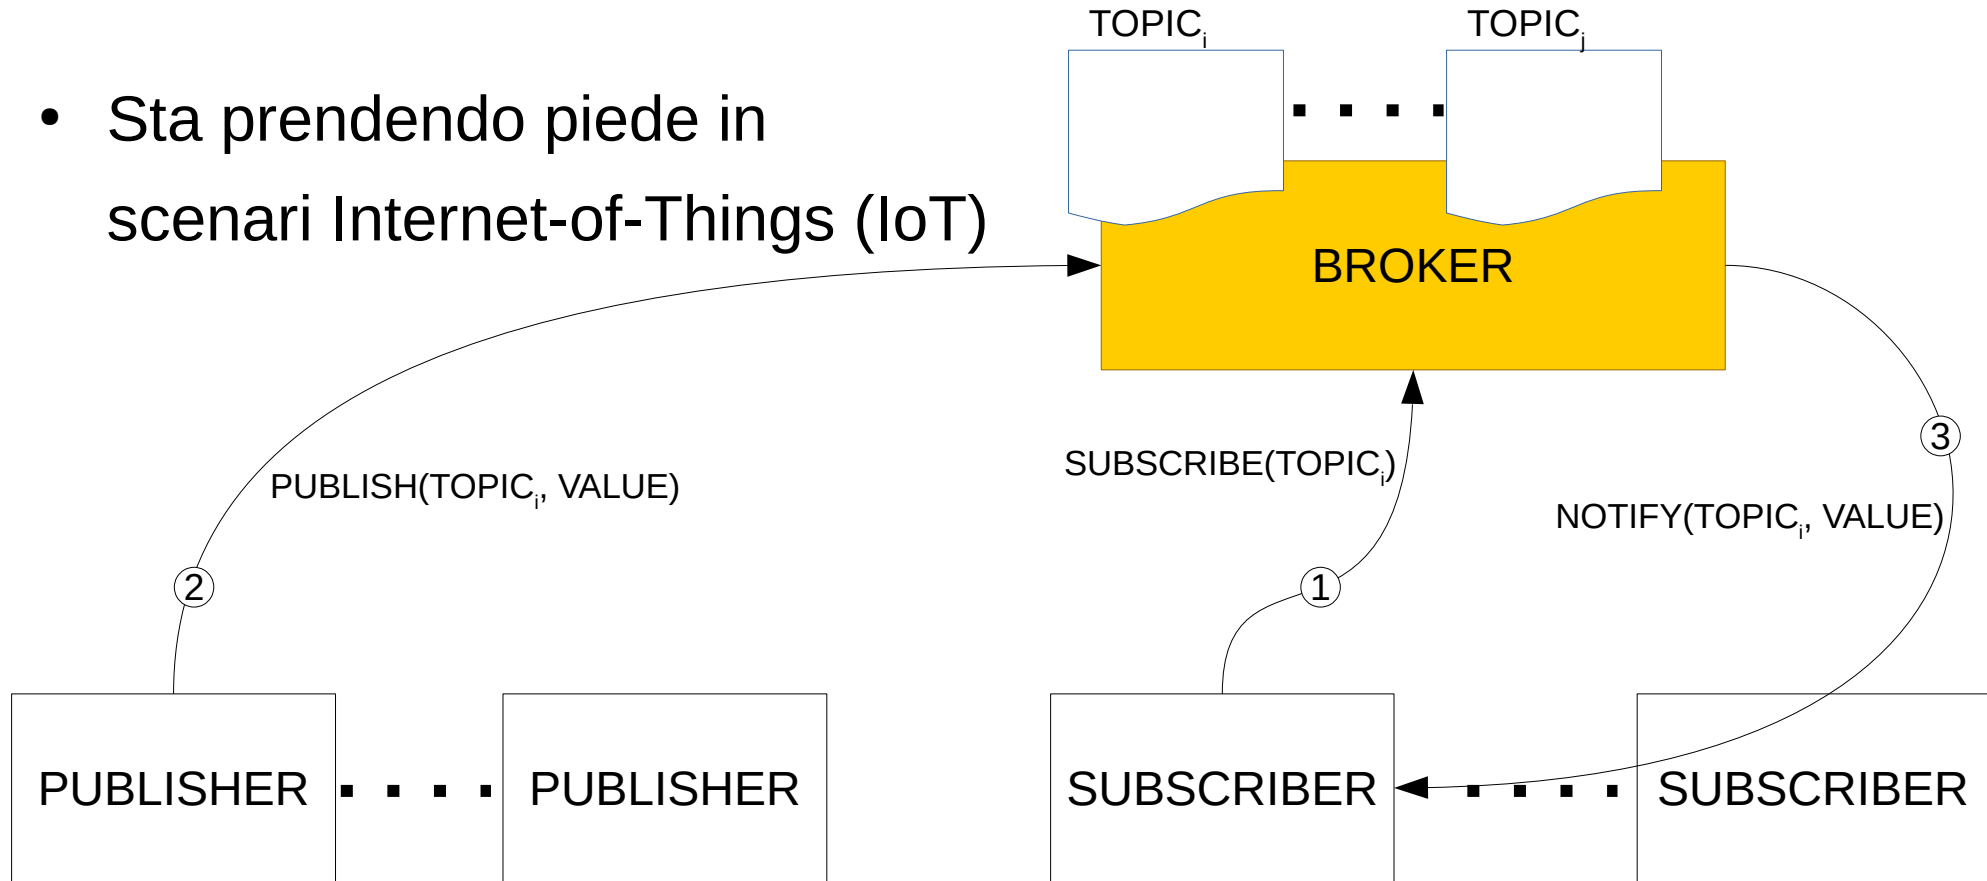 TOPICi
TOPICj
• Sta prendendo piede in
scenari Internet-of-Things (IoT)
BROKER
3
SUBSCRIBE(TOPICi)
PUBLISH(TOPICi, VALUE)
NOTIFY(TOPICi, VALUE)
2
1
PUBLISHER
PUBLISHER
SUBSCRIBER
SUBSCRIBER